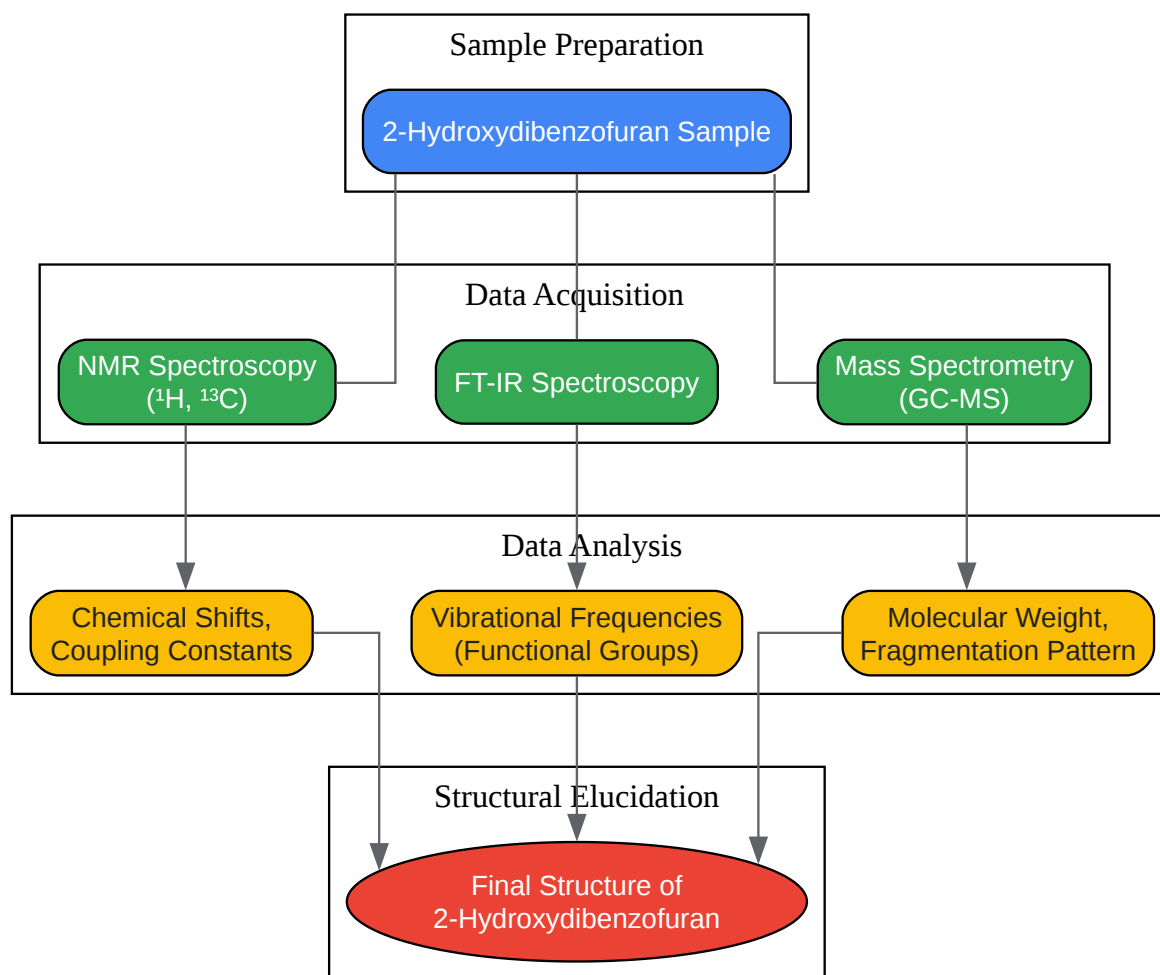 Sample Preparation
2-Hydroxydibenzofuran Sample
Data Acquisition
NMR Spectroscopy
(¹H, ¹³C)
FT-IR Spectroscopy
Mass Spectrometry
(GC-MS)
Data Analysis
Chemical Shifts,
Coupling Constants
Vibrational Frequencies
(Functional Groups)
Molecular Weight,
Fragmentation Pattern
Structural Elucidation
Final Structure of
2-Hydroxydibenzofuran